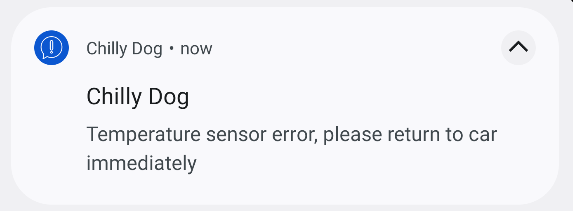 Chilly Dog • now
Chilly Dog
Temperature sensor error, please return to car
immediately